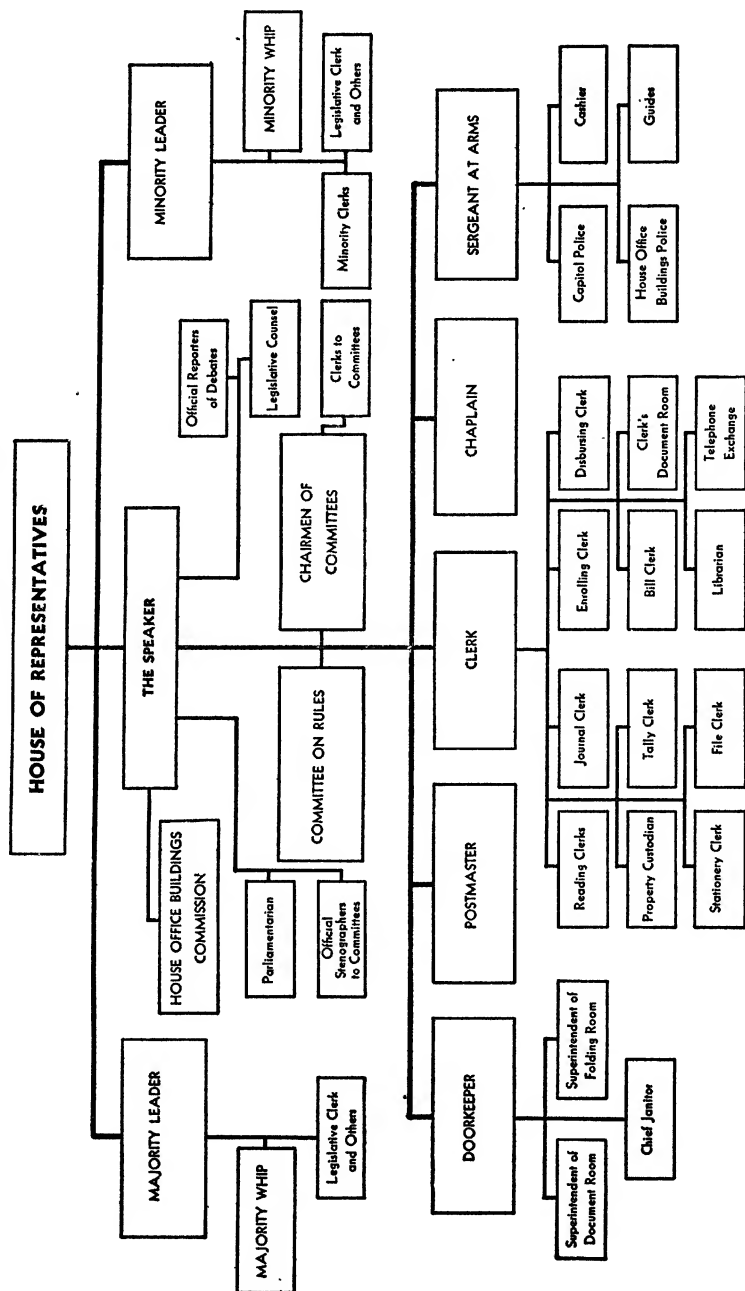 HOUSE OF REPRESENTATIVES
MAJORITY LEADER
THE SPEAKER
MINORITY LEADER
MAJORITY WHIP
Legislative Clerk
and Others
HOUSE OFFICE BUILDINGS
COMMISSION
Parliamentarian
Official
Stenographers
to Committees
Official Reporters
of Debates
Legislative Counsel
MINORITY WHIP
Minority Clerks
Legislative Clerk
and Others
COMMITTEE ON RULES
CHAIRMEN OF
COMMITTEES
Clerks to
Committees
DOORKEEPER
POSTMASTER
CLERK
CHAPLAIN
SERGEANT AT ARMS
Superintendent of
Document Room
Superintendent of
Folding Room
Chief Janitor
Reading Clerks
Journal Clerk
Property Custodian
Tally Clerk
Stationery Clerk
File Clerk
Enrolling Clerk
Disbursing Clerk
Bill Clerk
Clerk's
Document Room
Librarian
Telephone
Exchange
Capitol Police
Cashier
House Office
Buildings Police
Guides